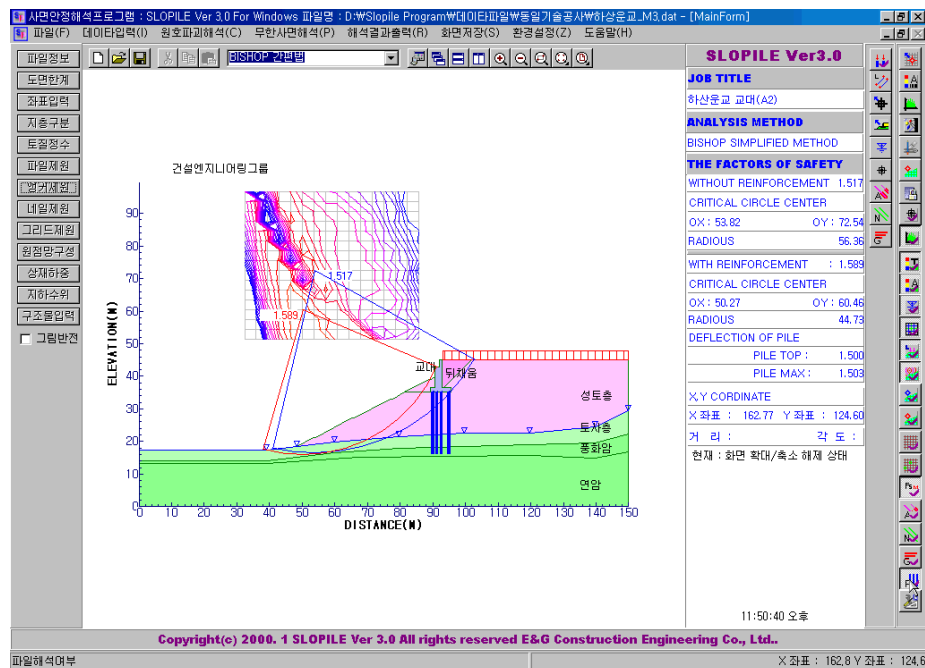 사면안정해석프로그램 : SLOPILE Ver 3,0 For Windows 파일명 : D:₩Slopile Program₩데이타파일₩동일기술공사₩하상운교_M3,dat - [MainForm]
파일(F) 데이타입력(I) 원호파괴해석(C) 무한사면해석(P) 해석결과출력(R) 화면저장(S) 환경설정(Z) 도움말(H)
BISHOP 간편법
파일정보
도면한계
좌표입력
지층구분
토질정수
파일제원
앵커제원
네일제원
그리드제원
원점망구성
상재하중
지하수위
구조물입력
그림반전
건설엔지니어링그룹
ELEVATION(M)
90
80
70
60
50
40
30
20
10
0
1.517
1.589
교대
뒤채움
성토층
토사층
풍화암
연암
0 10 20 30 40 50 60 70 80 90 100 110 120 130 140 150
DISTANCE(M)
SLOPILE Ver3.0
JOB TITLE
하산운교 교대(A2)
ANALYSIS METHOD
BISHOP SIMPLIFIED METHOD
THE FACTORS OF SAFETY
WITHOUT REINFORCEMENT 1.517
CRITICAL CIRCLE CENTER
OX : 53.82 OY : 72.54
RADIOUS 56.36
WITH REINFORCEMENT : 1.589
CRITICAL CIRCLE CENTER
OX : 50.27 OY : 60.46
RADIOUS 44.73
DEFLECTION OF PILE
PILE TOP : 1.500
PILE MAX : 1.503
X,Y CORDINATE
X 좌표 : 162.77 Y 좌표 : 124.60
거 리 : 각 도 :
현재 : 화면 확대/축소 해제 상태
11:50:40 오후
Copyright(c) 2000. 1 SLOPILE Ver 3.0 All rights reserved E&G Construction Engineering Co., Ltd..
파일해석여부
X 좌표 : 162,8 Y 좌표 : 124,6